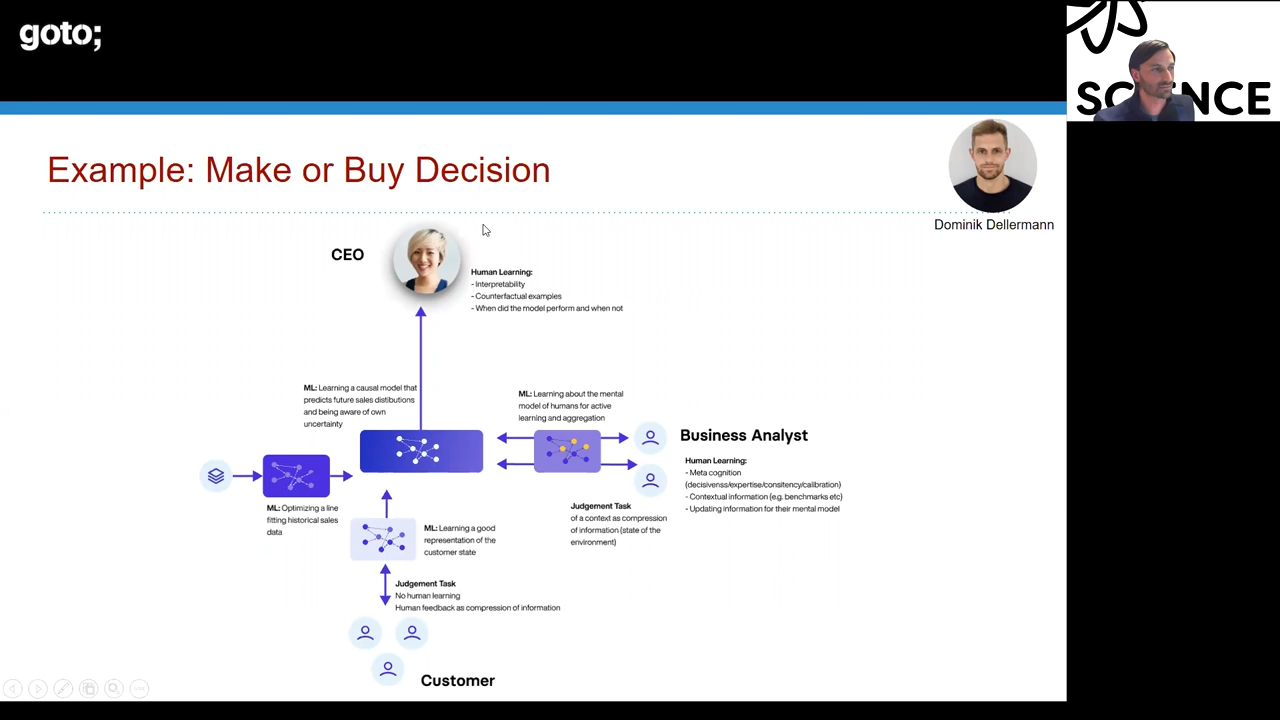 goto;
SC ENCE
Example: Make or Buy Decision
Dominik Dellermann
CEO
Human Learning:
- Interpretability
- Counterfactual examples
- When did the model perform and when not
ML: Learning a causal model that
predicts future sales distibutions
and being aware of own
uncertainty
ML: Learning about the mental
model of humans for active
learning and aggregation
Business Analyst
Human Learning:
- Meta cognition
(decisivenss/expertise/consitency/calibration)
- Contextual information (e.g. benchmarks etc)
- Updating information for their mental model
ML: Optimizing a line
fitting historical sales
data
Judgement Task
of a context as compression
of information (state of the
environment)
ML: Learning a good
representation of the
customer state
Judgement Task
No human learning
Human feedback as compression of information
Customer